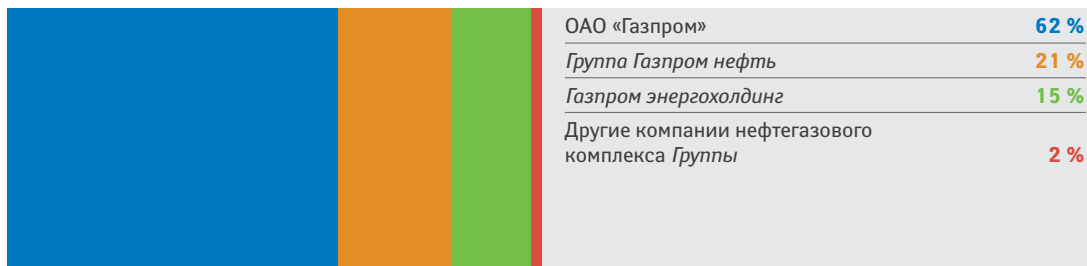 ОАО «Газпром» 62 %
Группа Газпром нефть 21 %
Газпром энергохолдинг 15 %
Другие компании нефтегазового
комплекса Группы 2 %